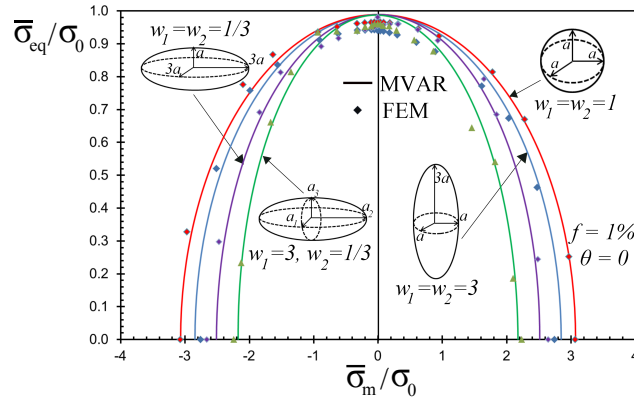 σ̅eq/σ0
1.0
0.9
0.8
0.7
0.6
0.5
0.4
0.3
0.2
0.1
0.0
-4
-3
-2
-1
0
1
2
3
4
σ̅m/σ0
w1=w2=1/3
a
3a
3a
MVAR
FEM
a
a
a
w1=w2=1
a3
a1
a2
w1=3, w2=1/3
3a
a
a
w1=w2=3
f = 1%
θ = 0